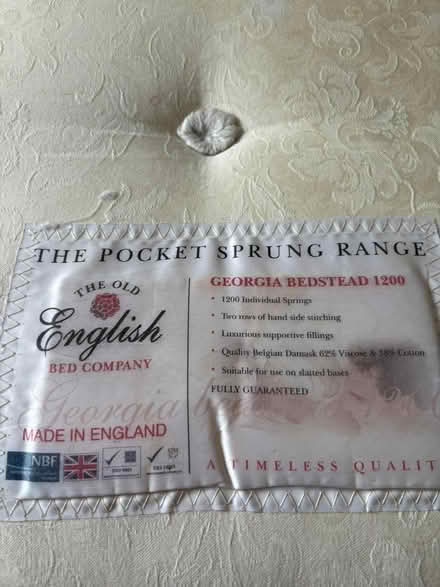 THE POCKET SPRUNG RANGE
THE OLD
English
BED COMPANY
MADE IN ENGLAND
NBF
GEORGIA BEDSTEAD 1200
• 1200 Individual Springs
• Two rows of hand side stitching
• Luxurious supportive fillings
• Quality Belgian Damask 62% Viscose & 38% Cotton
• Suitable for use on slatted bases
FULLY GUARANTEED
Georgia
A TIMELESS QUALIT